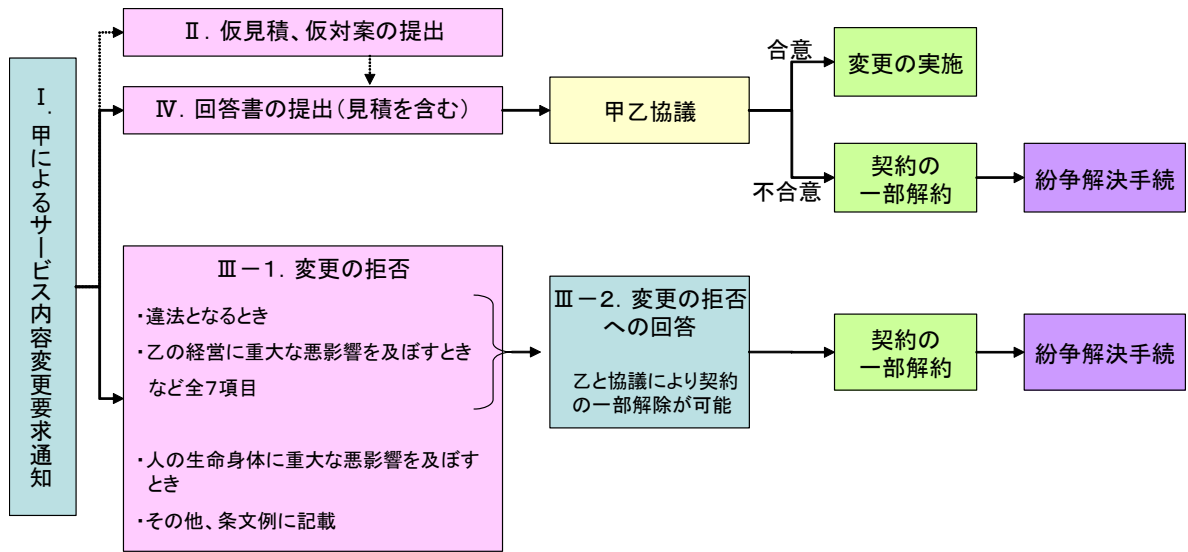 Ⅰ．甲によるサービス内容変更要求通知
Ⅱ．仮見積、仮対案の提出
Ⅳ．回答書の提出（見積を含む）
甲乙協議
合意
変更の実施
不合意
契約の
一部解約
紛争解決手続
Ⅲ－１．変更の拒否
・違法となるとき
・乙の経営に重大な悪影響を及ぼすとき
など全７項目
・人の生命身体に重大な悪影響を及ぼす
とき
・その他、条文例に記載
Ⅲ－２．変更の拒否
への回答
乙と協議により契約
の一部解除が可能
契約の
一部解約
紛争解決手続